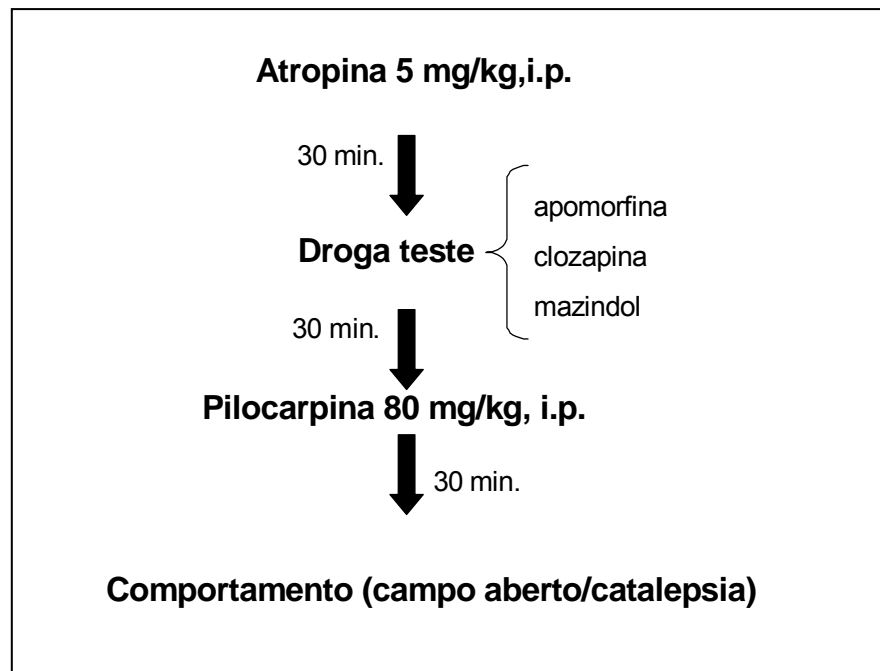 Atropina 5 mg/kg,i.p.
30 min.
Droga teste
apomorfina
clozapina
mazindol
30 min.
Pilocarpina 80 mg/kg, i.p.
30 min.
Comportamento (campo aberto/catalepsia)